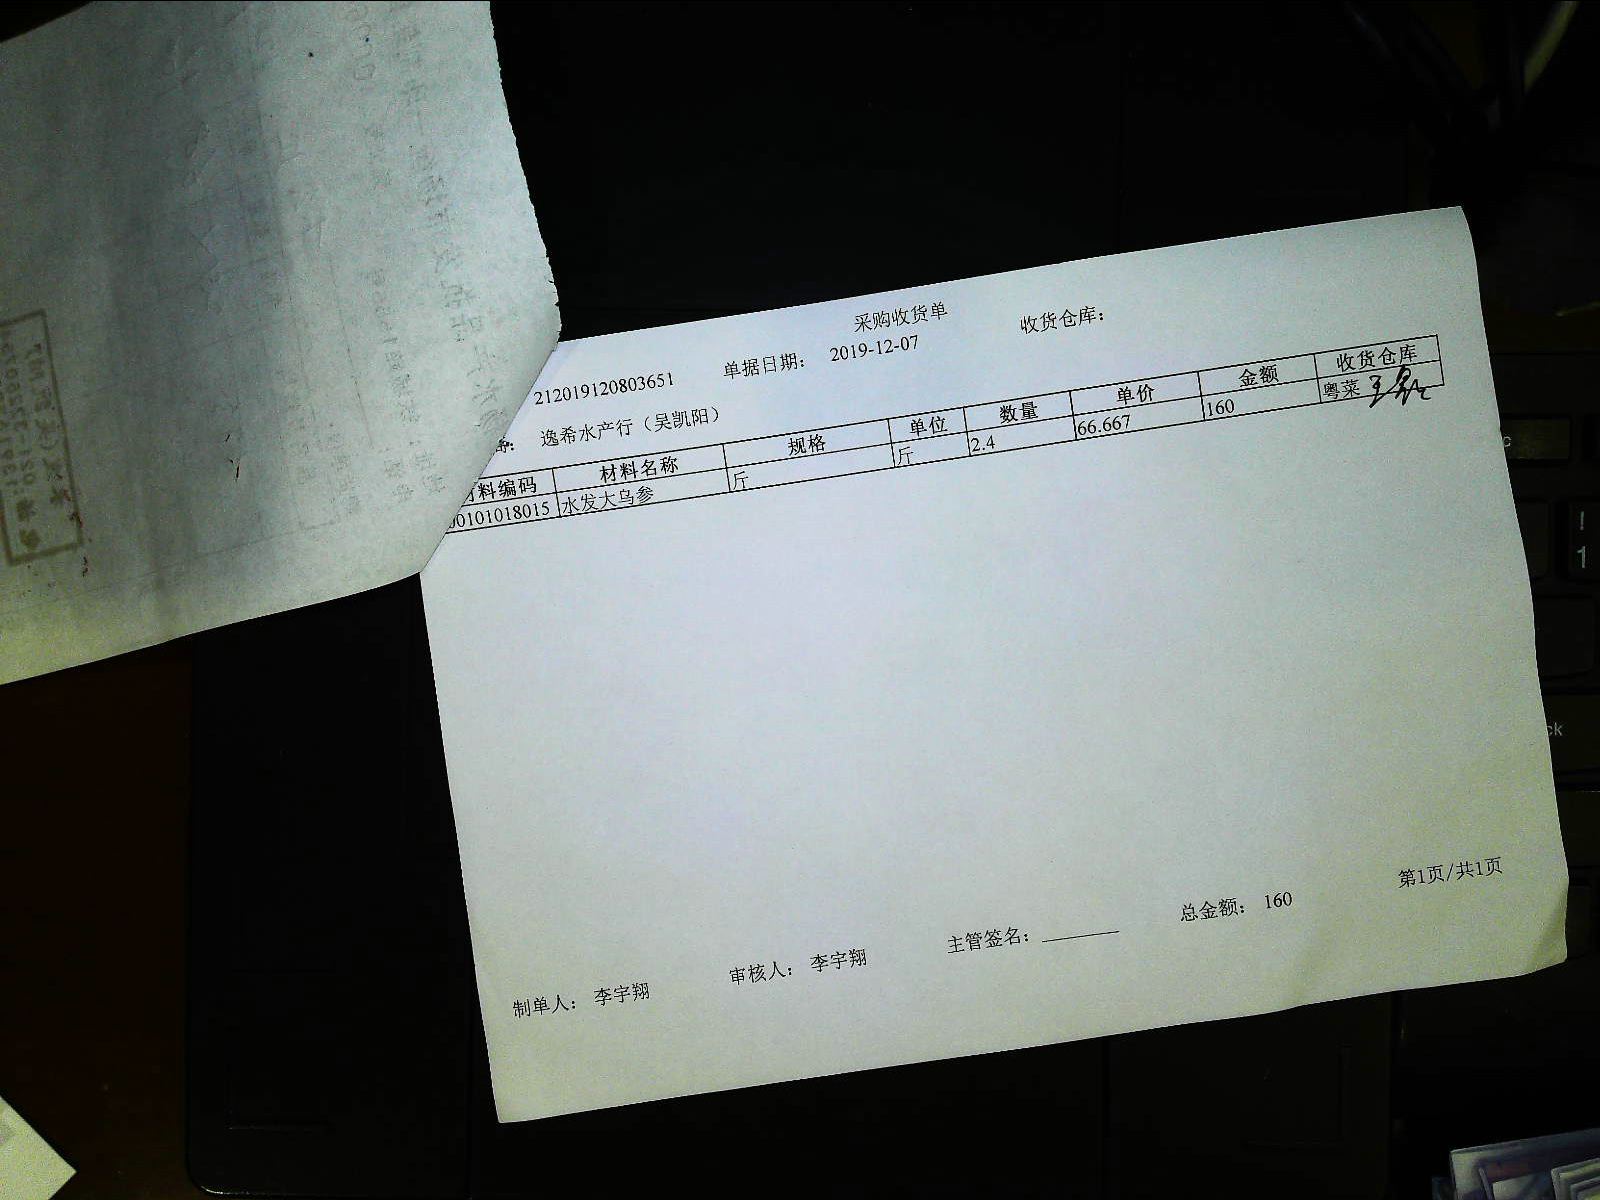 采购收货单
212019120803651 单据日期： 2019-12-07 收货仓库：
逸希水产行（吴凯阳）
料编码 材料名称 规格 单位 数量 单价 金额 收货仓库
00101018015 水发大乌参 斤 斤 2.4 66.667 160 粤菜
第1页/共1页
制单人： 李宇翔 审核人： 李宇翔 主管签名： 总金额： 160